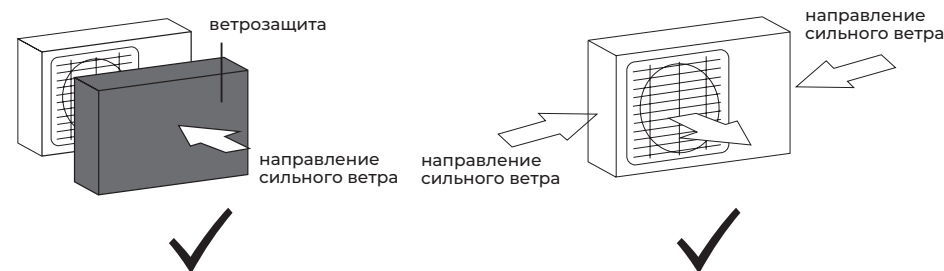 ветрозащита
направление
сильного ветра
направление
сильного ветра
направление
сильного ветра